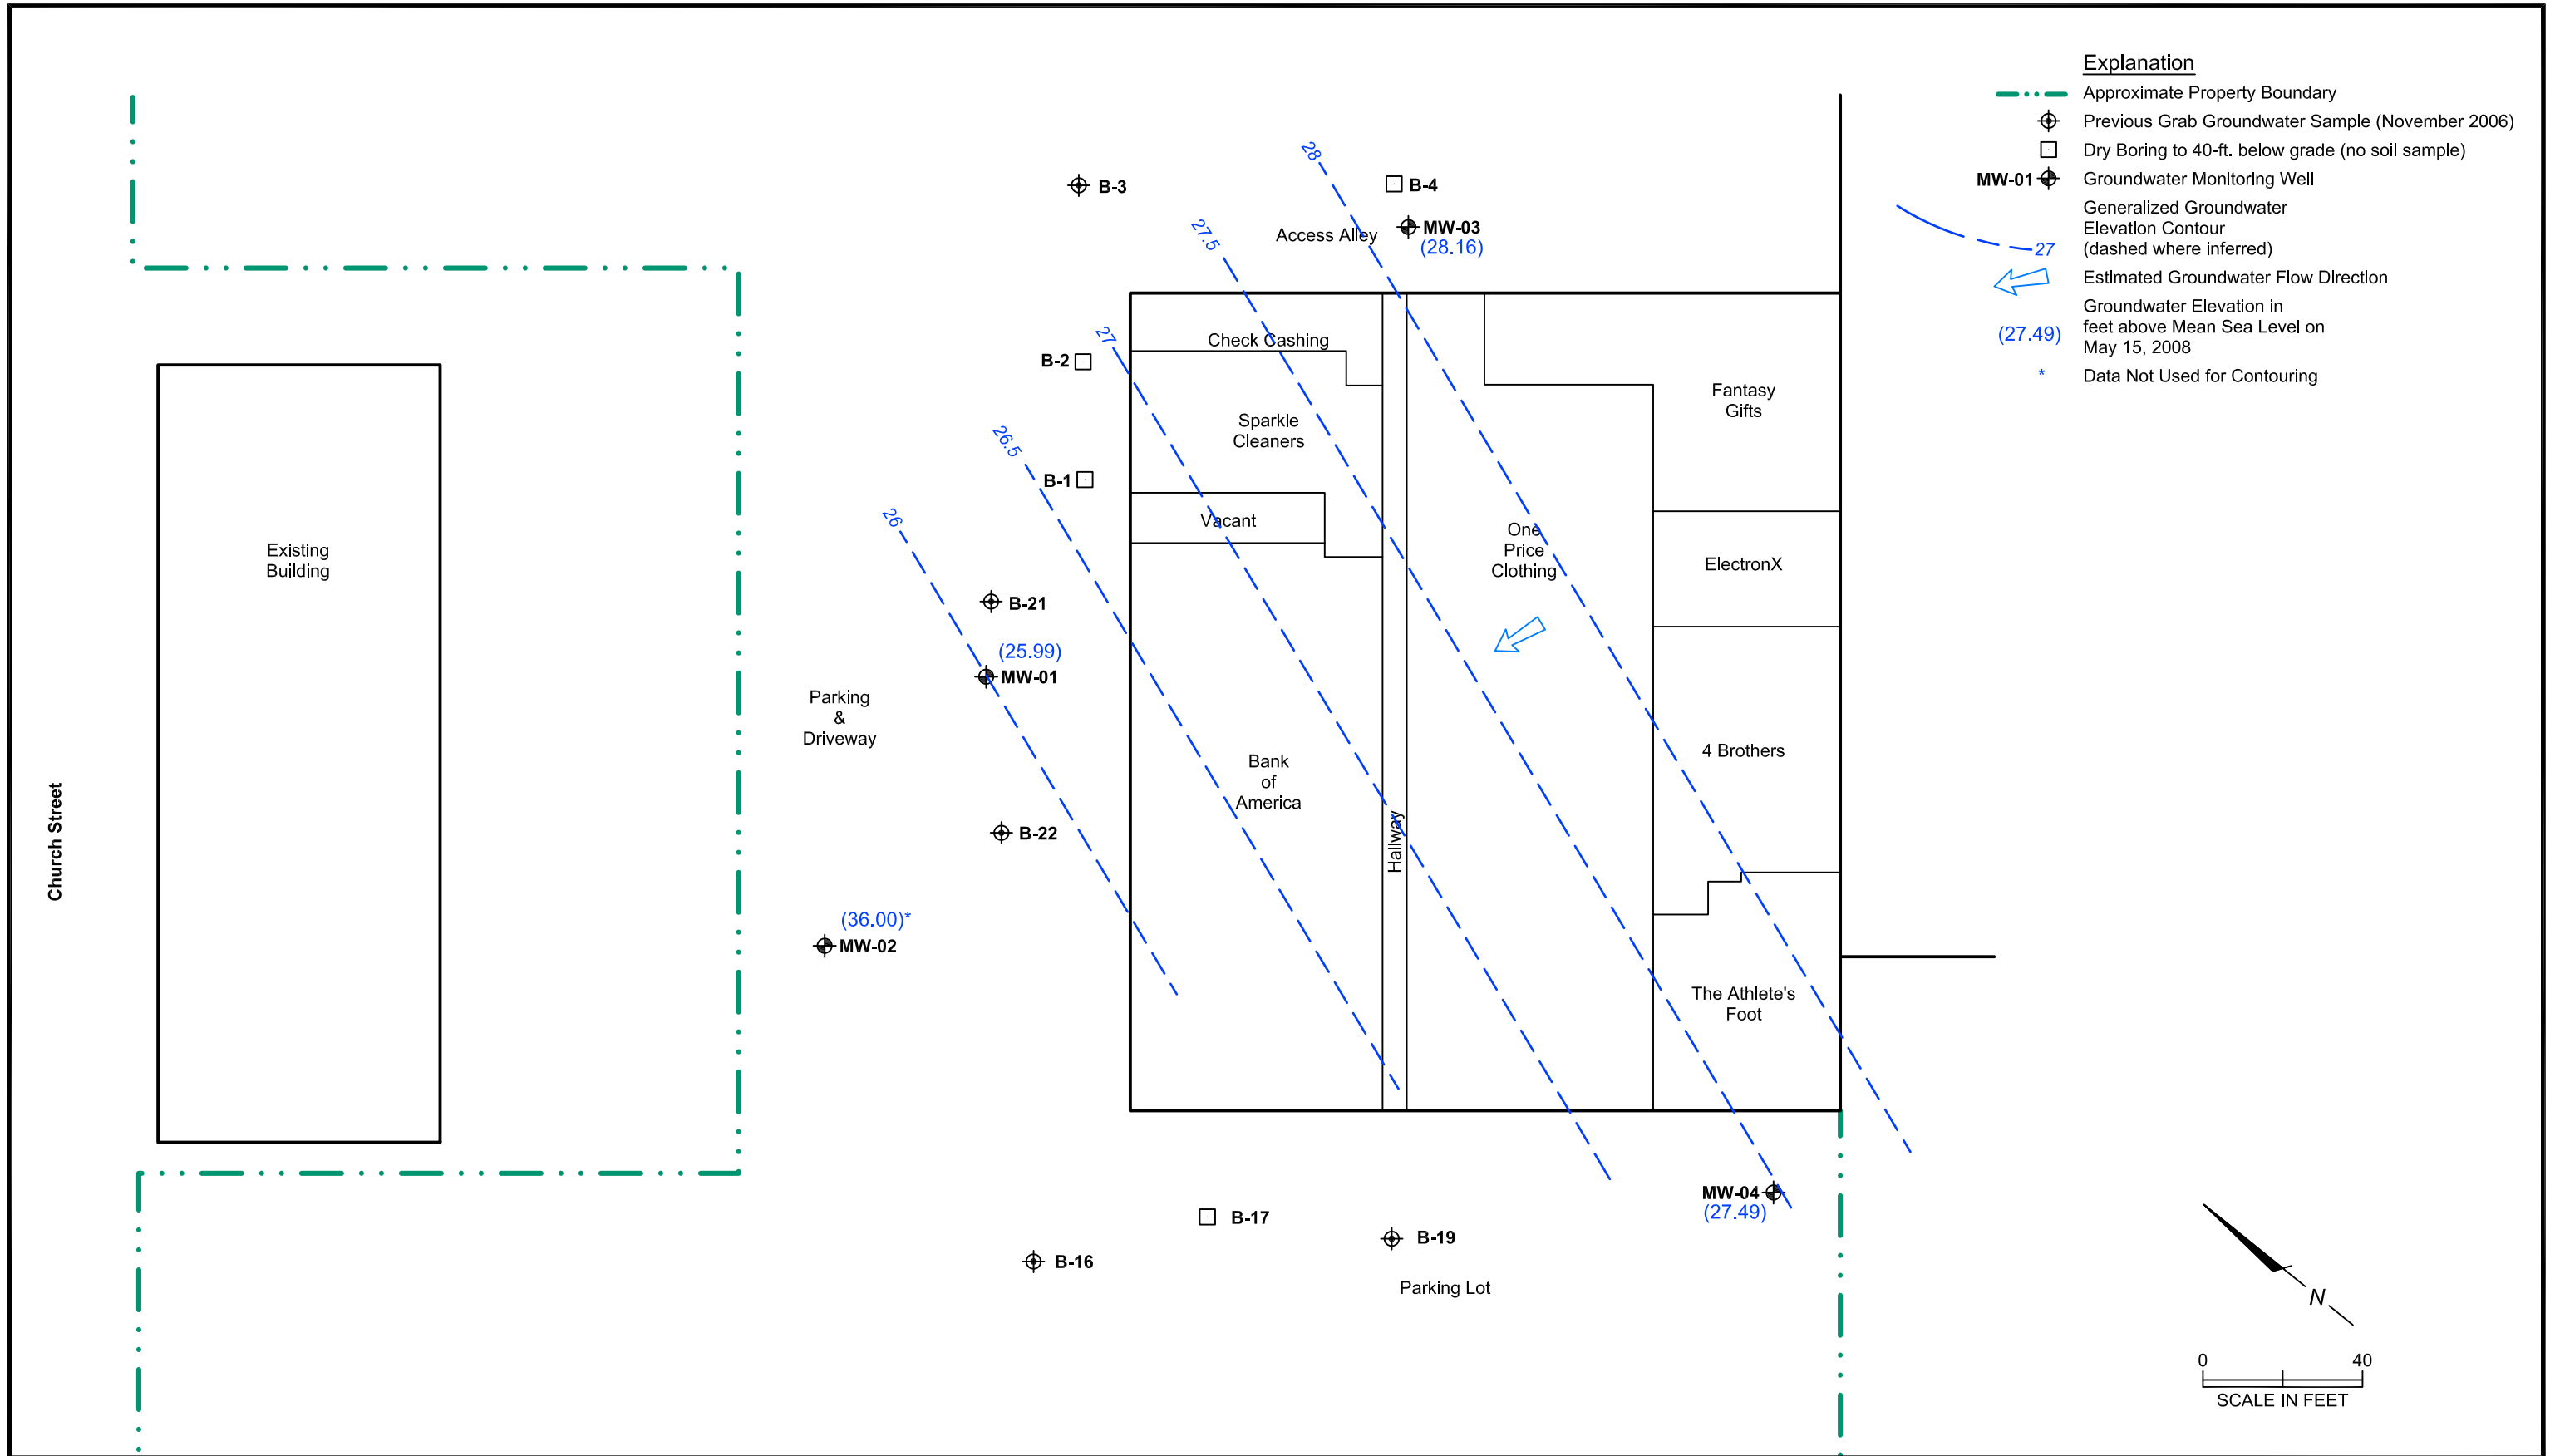 Explanation
Approximate Property Boundary
Previous Grab Groundwater Sample (November 2006)
Dry Boring to 40-ft. below grade (no soil sample)
MW-01
Groundwater Monitoring Well
Generalized Groundwater
Elevation Contour
(dashed where inferred)
27
Estimated Groundwater Flow Direction
Groundwater Elevation in
feet above Mean Sea Level on
May 15, 2008
(27.49)
*
Data Not Used for Contouring
28
B-3
B-4
MW-03
(28.16)
Access Alley
27.5
27
Check Cashing
B-2
Fantasy
Gifts
Sparkle
Cleaners
26.5
B-1
26
Vacant
One
Price
Clothing
ElectronX
Existing
Building
B-21
(25.99)
MW-01
Parking
&
Driveway
4 Brothers
Bank
of
America
Hallway
B-22
Church Street
(36.00)*
MW-02
The Athlete's
Foot
MW-04
(27.49)
B-17
B-19
B-16
Parking Lot
N
0
40
SCALE IN FEET